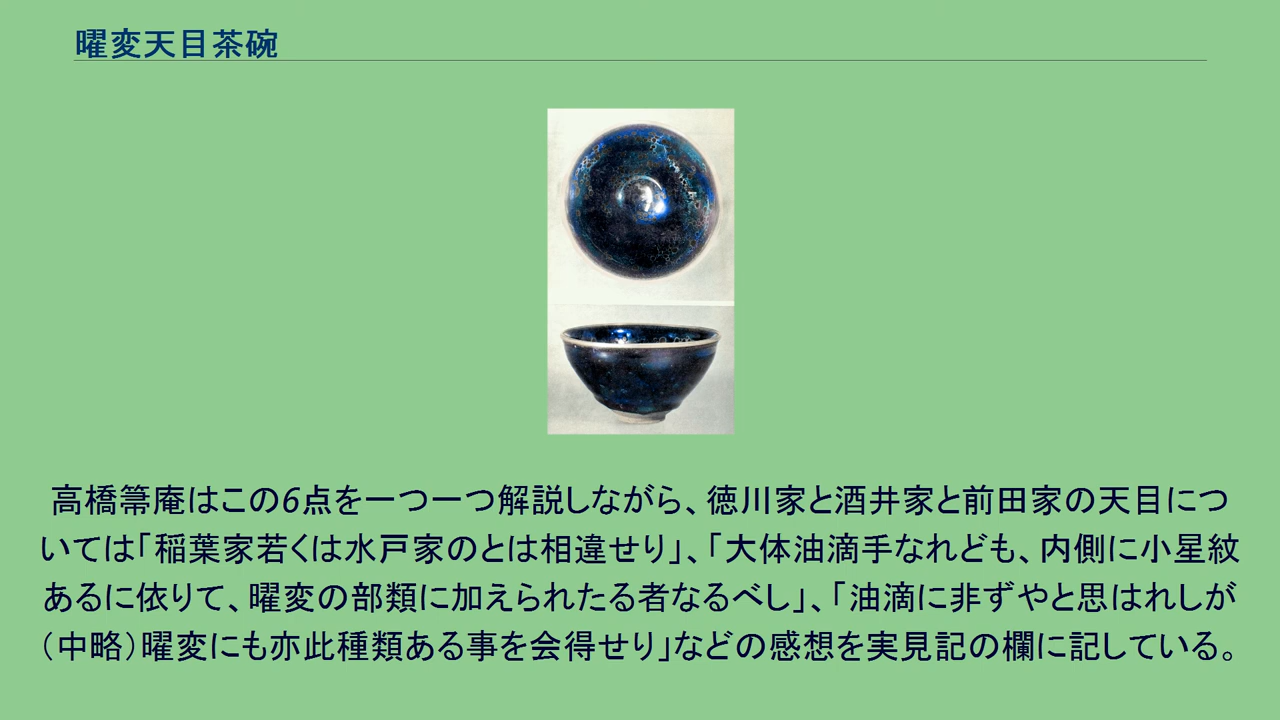 曜変天目茶碗
高橋箒庵はこの6点を一つ一つ解説しながら、徳川家と酒井家と前田家の天目につ
いては「稲葉家若くは水戸家のとは相違せり」、「大体油滴手なれども、内側に小星紋
あるに依りて、曜変の部類に加えられたる者なるべし」、「油滴に非ずやと思はれしが
（中略）曜変にも亦此種類ある事を会得せり」などの感想を実見記の欄に記している。